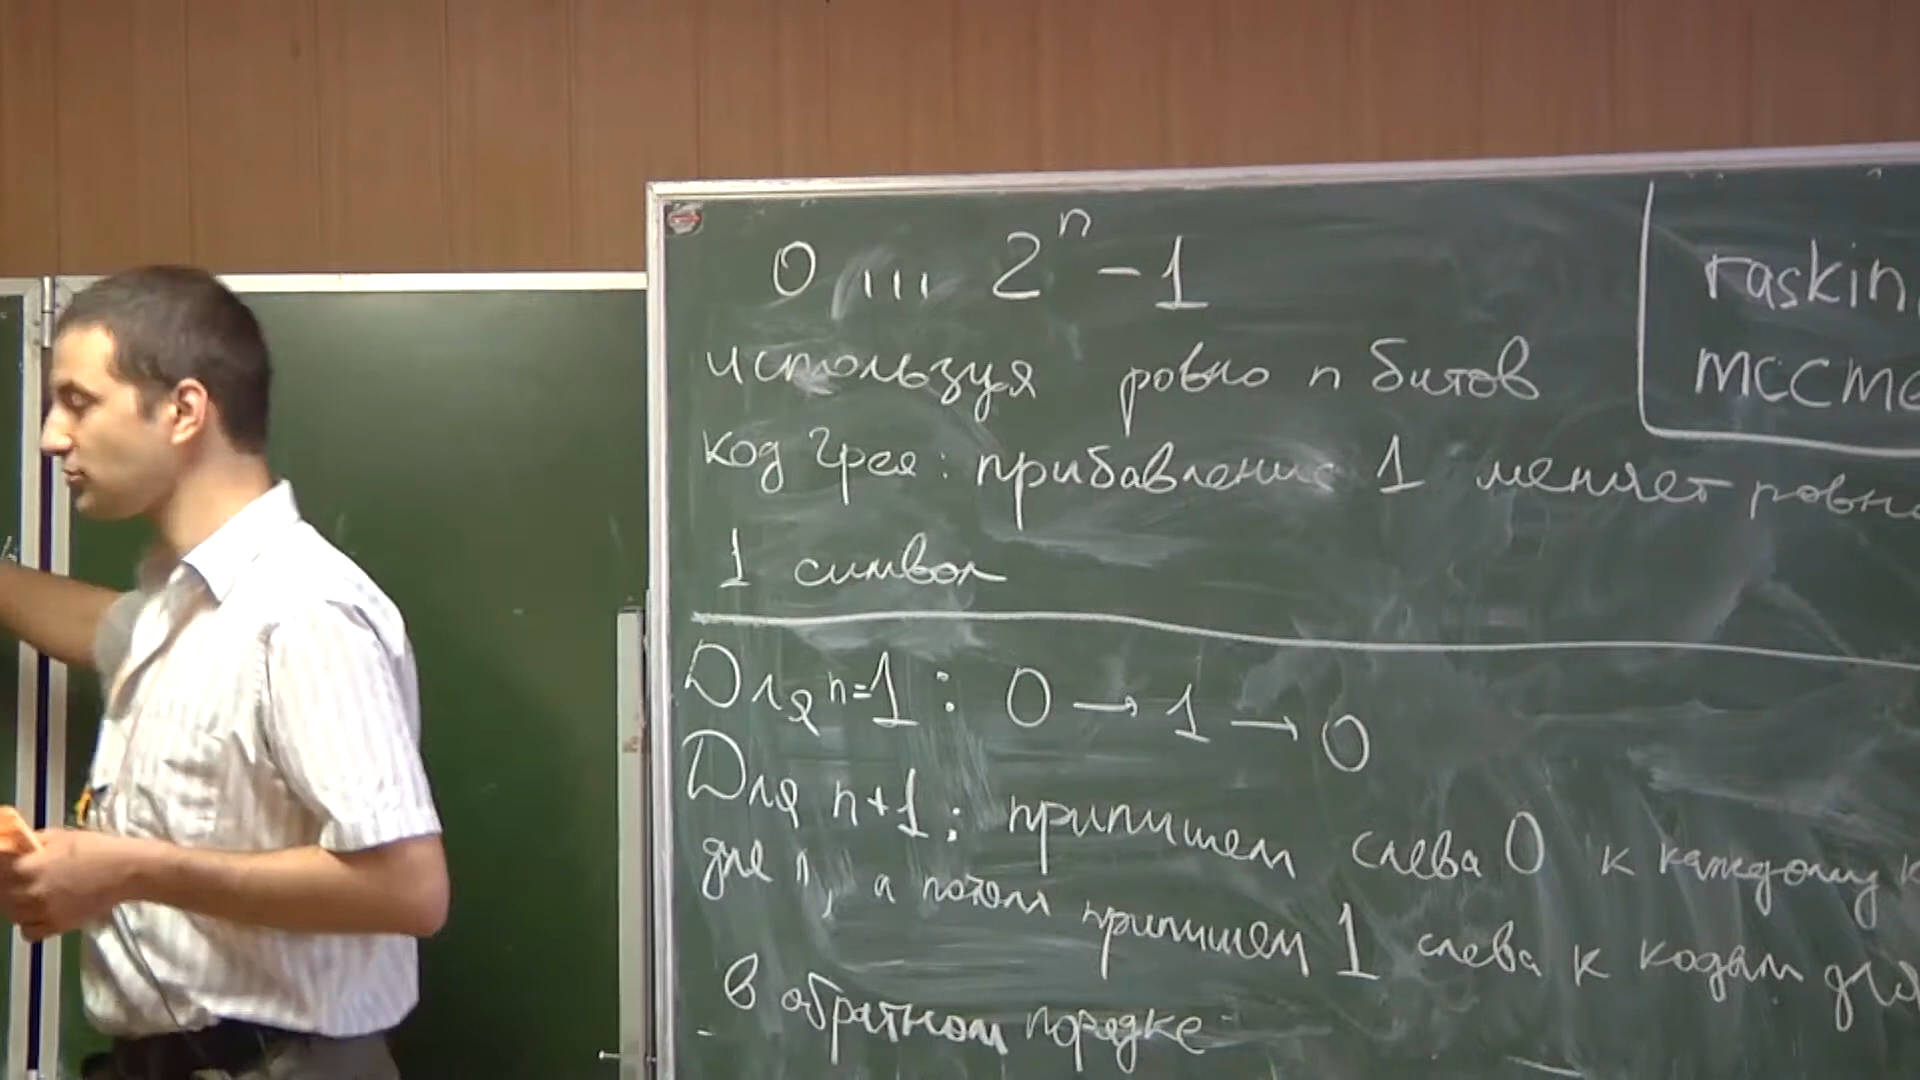 0 ... 2ⁿ - 1
используя ровно n битов
код Грея: прибавление 1 меняет ровно
1 символ
Для n=1: 0 → 1 → 0
Для n+1: припишем слева 0 к каждому к
для n, а потом припишем 1 слева к кодам для
в обратном порядке
raskin
mccme